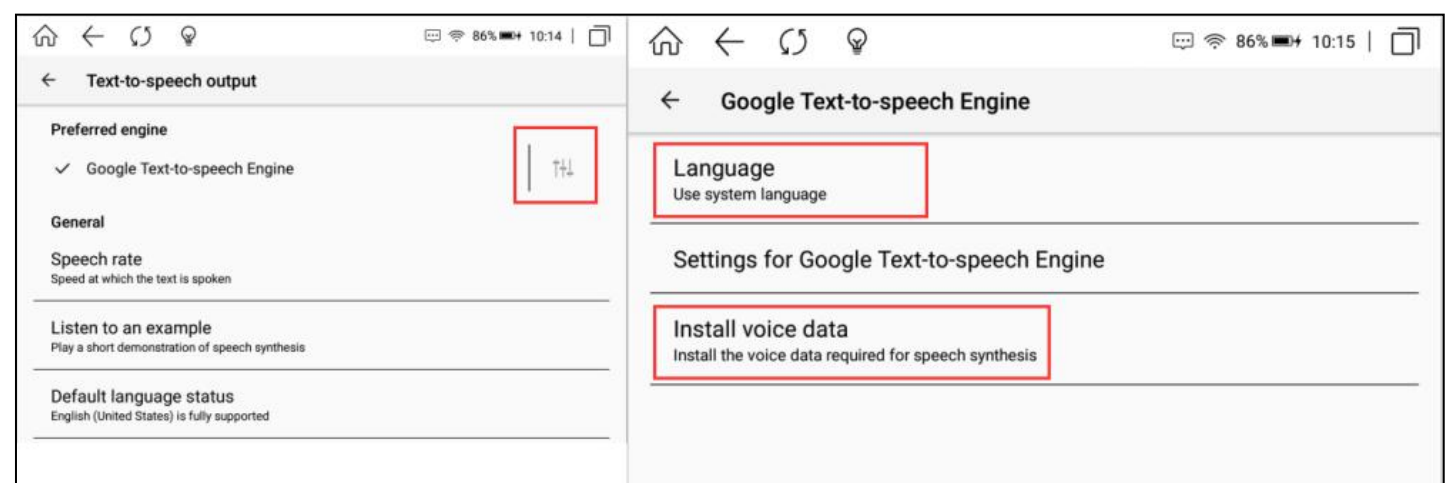 86% 10:14
Text-to-speech output
Preferred engine
Google Text-to-speech Engine
General
Speech rate
Speed at which the text is spoken
Listen to an example
Play a short demonstration of speech synthesis
Default language status
English (United States) is fully supported
86% 10:15
Google Text-to-speech Engine
Language
Use system language
Settings for Google Text-to-speech Engine
Install voice data
Install the voice data required for speech synthesis